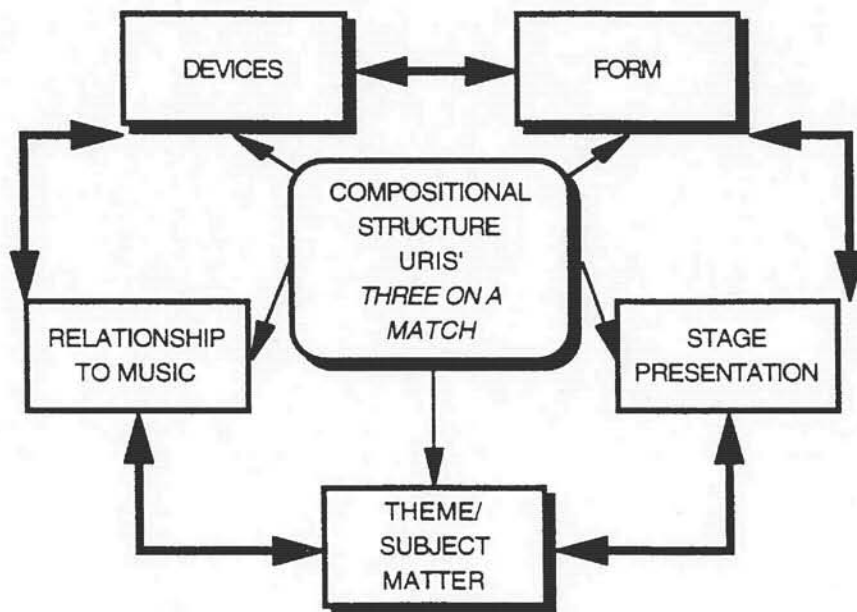 DEVICES
FORM
COMPOSITIONAL
STRUCTURE
URIS'
THREE ON A
MATCH
RELATIONSHIP
TO MUSIC
STAGE
PRESENTATION
THEME/
SUBJECT
MATTER